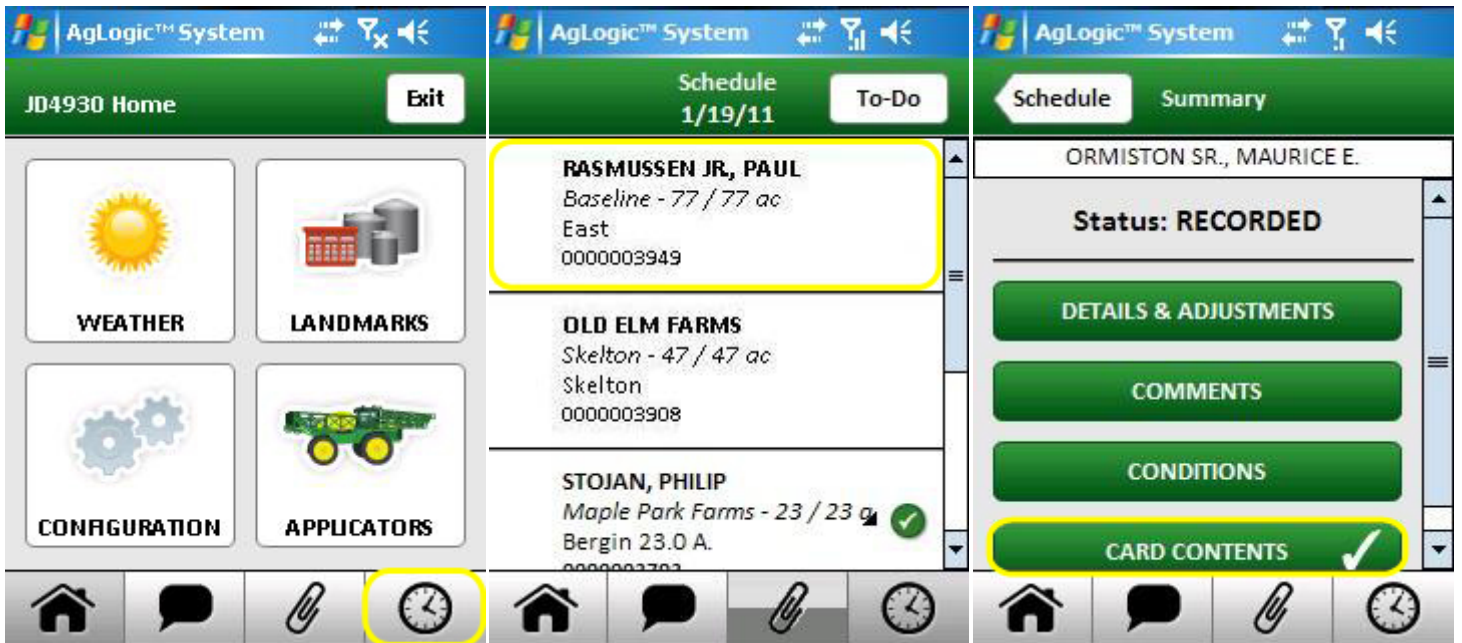 AgLogic™ System
JD4930 Home
Exit
WEATHER
LANDMARKS
CONFIGURATION
APPLICATORS
AgLogic™ System
Schedule
1/19/11
To-Do
RASMUSSEN JR., PAUL
Baseline - 77 / 77 ac
East
0000003949
OLD ELM FARMS
Skelton - 47 / 47 ac
Skelton
0000003908
STOJAN, PHILIP
Maple Park Farms - 23 / 23
Bergin 23.0 A.
AgLogic™ System
Schedule
Summary
ORMISTON SR., MAURICE E.
Status: RECORDED
DETAILS & ADJUSTMENTS
COMMENTS
CONDITIONS
CARD CONTENTS